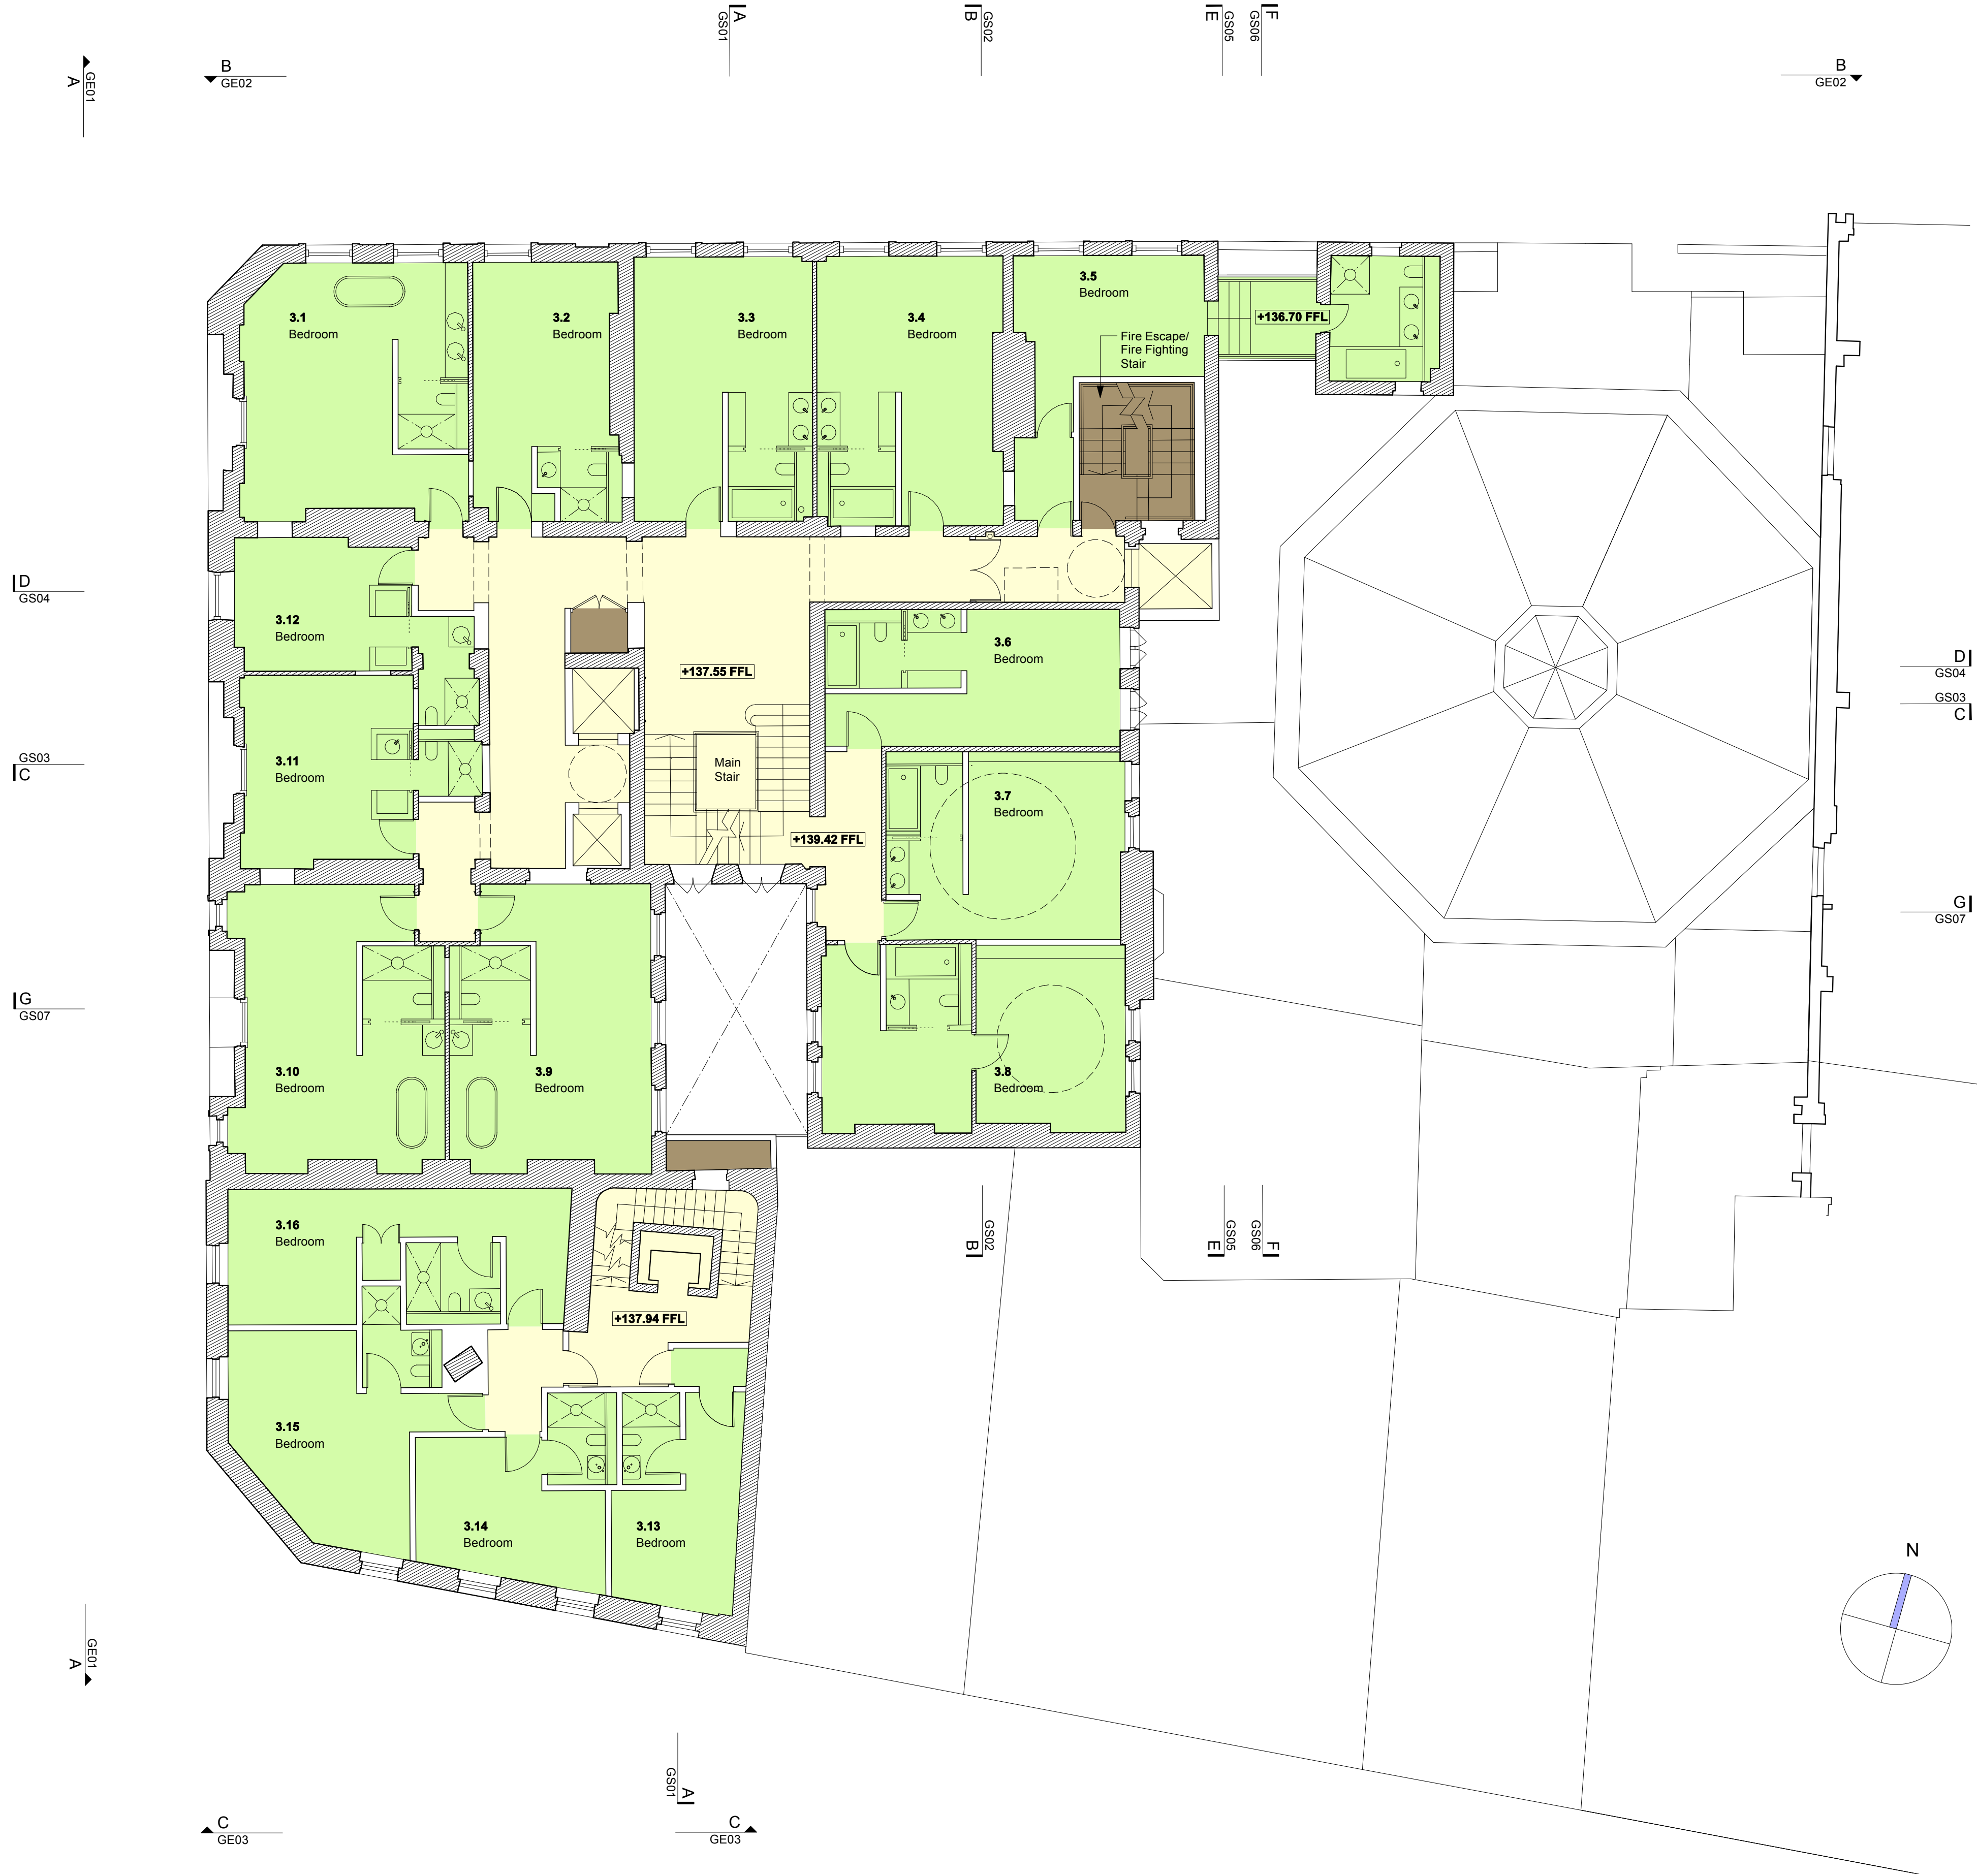 A
GS01
B
GS02
E
GS05
F
GS06
A
GE01
B
GE02
B
GE02
3.1
Bedroom
3.2
Bedroom
3.3
Bedroom
3.4
Bedroom
3.5
Bedroom
+136.70 FFL
Fire Escape/
Fire Fighting
Stair
D
GS04
3.12
Bedroom
3.6
Bedroom
+137.55 FFL
D
GS04
GS03
C
GS03
C
3.11
Bedroom
Main
Stair
3.7
Bedroom
+139.42 FFL
G
GS07
G
GS07
3.10
Bedroom
3.9
Bedroom
3.8
Bedroom
3.16
Bedroom
B
GS02
E
GS05
GS06
F
+137.94 FFL
3.15
Bedroom
3.14
Bedroom
3.13
Bedroom
N
GE01
A
GS01
A
C
GE03
C
GE03